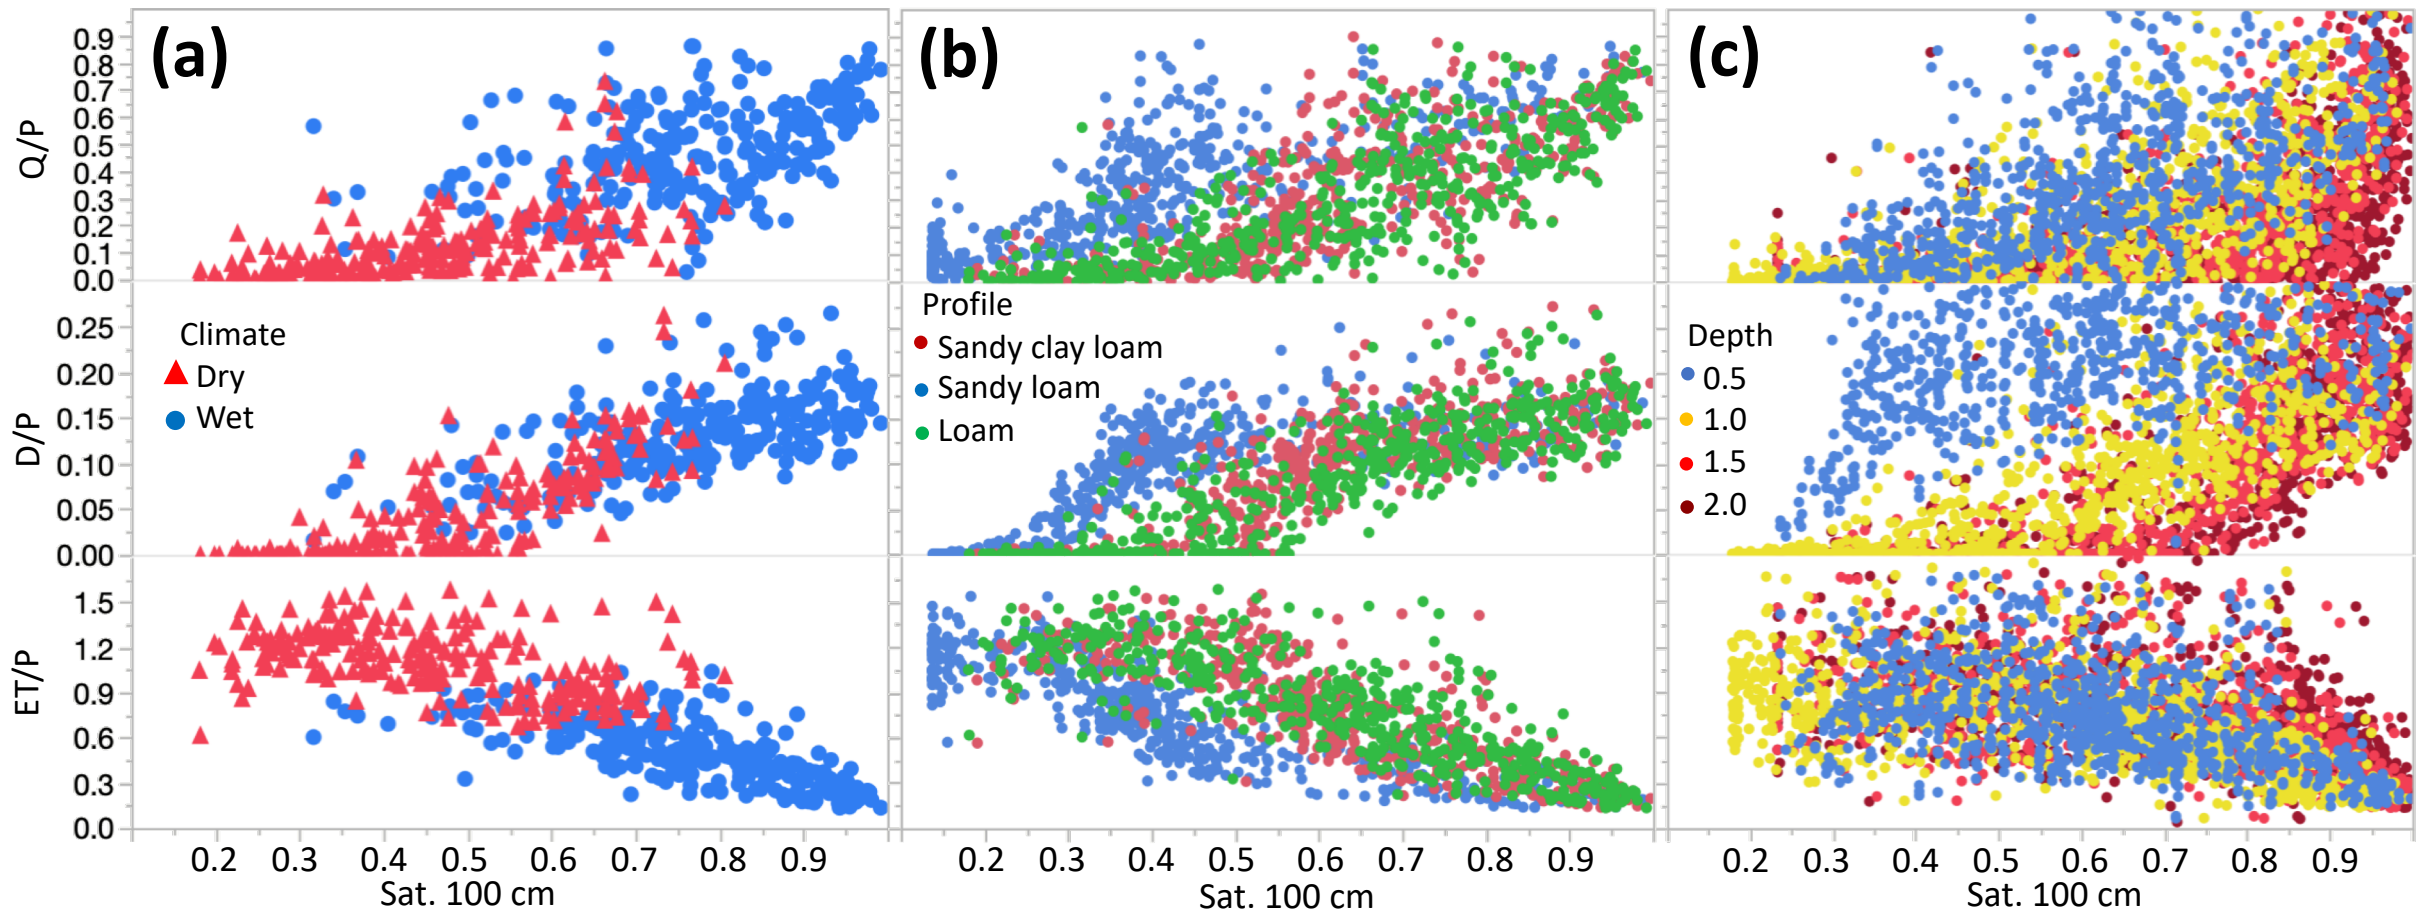 (a)
(b)
(c)
Q/P
0.9
0.8
0.7
0.6
0.5
0.4
0.3
0.2
0.1
0.0
D/P
0.25
0.20
0.15
0.10
0.05
0.00
Climate
Dry
Wet
Profile
Sandy clay loam
Sandy loam
Loam
Depth
0.5
1.0
1.5
2.0
ET/P
1.5
1.2
0.9
0.6
0.3
0.0
0.2 0.3 0.4 0.5 0.6 0.7 0.8 0.9
Sat. 100 cm
0.2 0.3 0.4 0.5 0.6 0.7 0.8 0.9
Sat. 100 cm
0.2 0.3 0.4 0.5 0.6 0.7 0.8 0.9
Sat. 100 cm